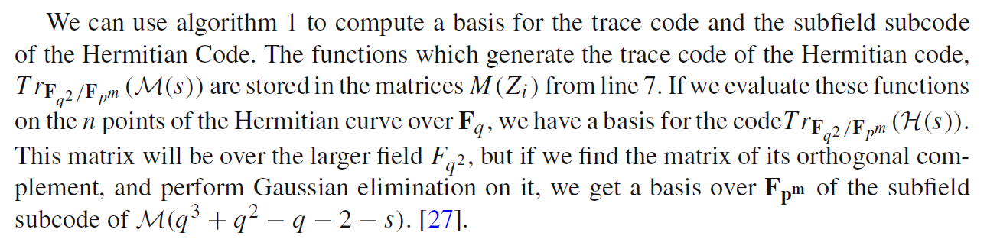 We can use algorithm 1 to compute a basis for the trace code and the subfield subcode
of the Hermitian Code. The functions which generate the trace code of the Hermitian code,
$Tr_{\mathbf{F}_{q^2}/\mathbf{F}_{p^m}}(\mathcal{M}(s))$ are stored in the matrices $M(Z_i)$ from line 7. If we evaluate these functions
on the $n$ points of the Hermitian curve over $\mathbf{F}_q$, we have a basis for the code$Tr_{\mathbf{F}_{q^2}/\mathbf{F}_{p^m}}(\mathcal{H}(s))$.
This matrix will be over the larger field $F_{q^2}$, but if we find the matrix of its orthogonal com-
plement, and perform Gaussian elimination on it, we get a basis over $\mathbf{F_{p^m}}$ of the subfield
subcode of $\mathcal{M}(q^3 + q^2 - q - 2 - s)$. [27].